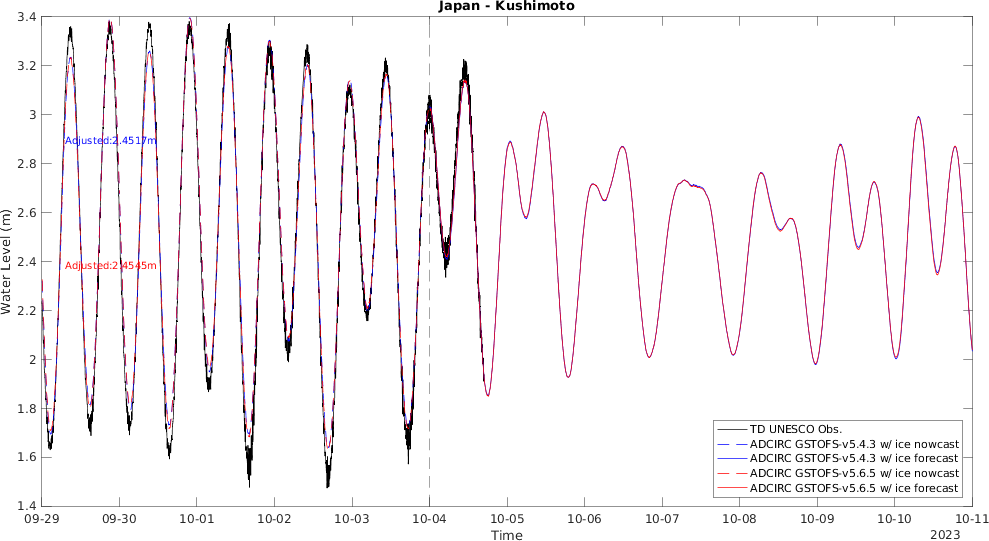 Japan - Kushimoto
3.4
3.2
3
2.8
2.6
2.4
2.2
2
1.8
1.6
1.4
Water Level (m)
Adjusted:2.4517m
Adjusted:2.4545m
TD UNESCO Obs.
ADCIRC GSTOFS-v5.4.3 w/ ice nowcast
ADCIRC GSTOFS-v5.4.3 w/ ice forecast
ADCIRC GSTOFS-v5.6.5 w/ ice nowcast
ADCIRC GSTOFS-v5.6.5 w/ ice forecast
09-29 09-30 10-01 10-02 10-03 10-04 10-05 10-06 10-07 10-08 10-09 10-10 10-11
Time
2023